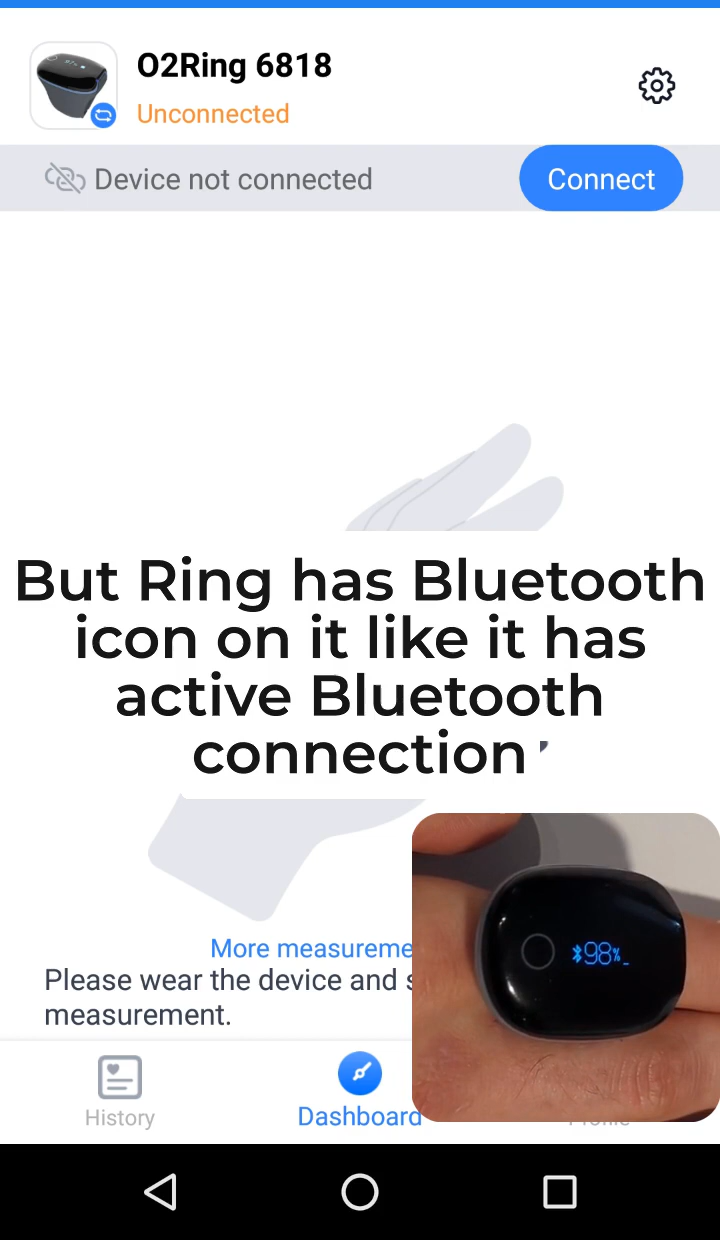 O2Ring 6818
Unconnected
Device not connected
Connect
But Ring has Bluetooth
icon on it like it has
active Bluetooth
connection
98%
More measureme
Please wear the device and s
measurement.
History
Dashboard